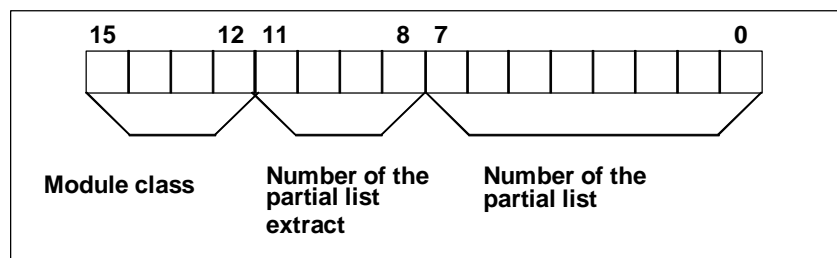 15 12 11 8 7 0
Module class
Number of the
partial list
extract
Number of the
partial list